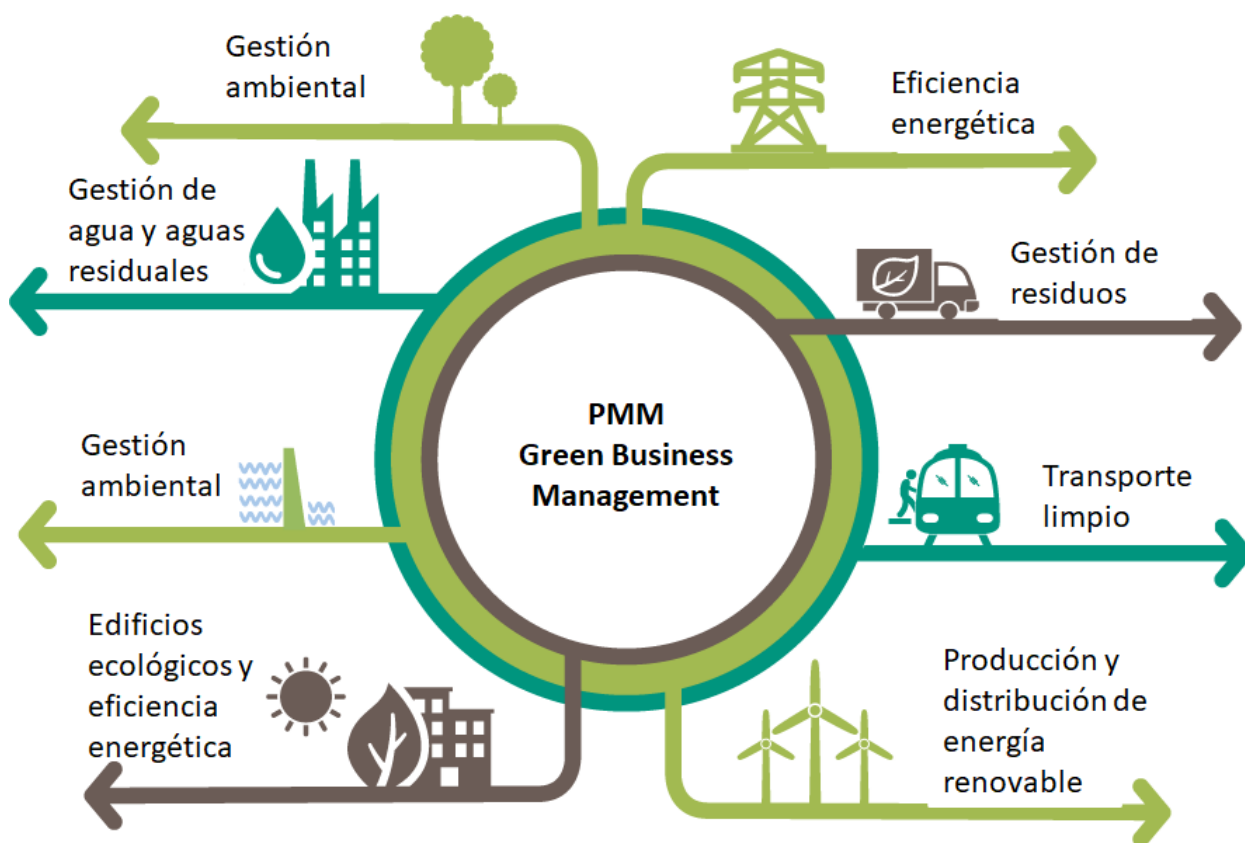 Gestión
ambiental
Eficiencia
energética
Gestión de
agua y aguas
residuales
Gestión de
residuos
PMM
Green Business
Management
Gestión
ambiental
Transporte
limpio
Edificios
ecológicos y
eficiencia
energética
Producción y
distribución de
energía
renovable